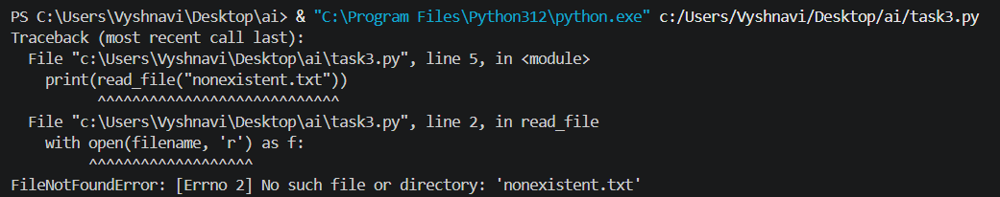 PS C:\Users\Vyshnavi\Desktop\ai> & "C:\Program Files\Python312\python.exe" c:/Users/Vyshnavi/Desktop/ai/task3.py
Traceback (most recent call last):
  File "c:\Users\Vyshnavi\Desktop\ai\task3.py", line 5, in <module>
    print(read_file("nonexistent.txt"))
          ^^^^^^^^^^^^^^^^^^^^^^^^^^^^
  File "c:\Users\Vyshnavi\Desktop\ai\task3.py", line 2, in read_file
    with open(filename, 'r') as f:
         ^^^^^^^^^^^^^^^^^^^
FileNotFoundError: [Errno 2] No such file or directory: 'nonexistent.txt'